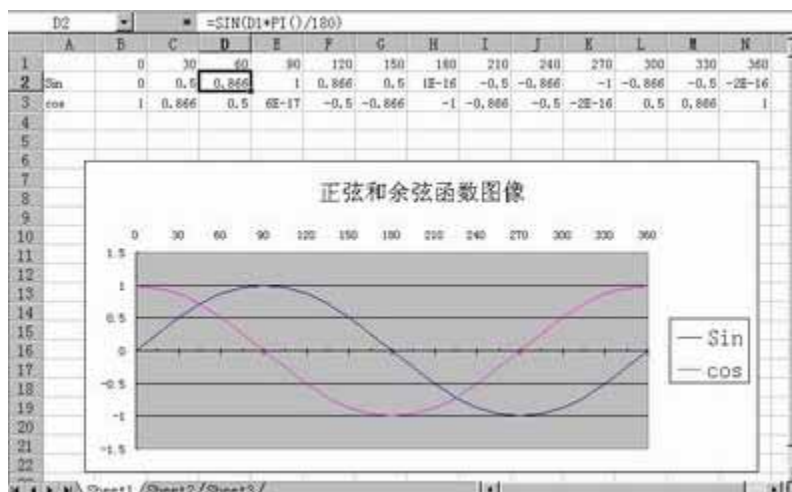 D2 = =SIN(D1*PI()/180)
A B C D E F G H I J K L M N
1 0 30 60 90 120 150 180 210 240 270 300 330 360
2 Sin 0 0.5 0.866 1 0.866 0.5 1E-16 -0.5 -0.866 -1 -0.866 -0.5 -2E-16
3 cos 1 0.866 0.5 6E-17 -0.5 -0.866 -1 -0.866 -0.5 -2E-16 0.5 0.866 1
4
5
6
7
8
9
10
11
12
13
14
15
16
17
18
19
20
21
22
正弦和余弦函数图像
0 30 60 90 120 150 180 210 240 270 300 330 360
1.5
1
0.5
0
-0.5
-1
-1.5
Sin
cos
Sheet1 Sheet2 Sheet3